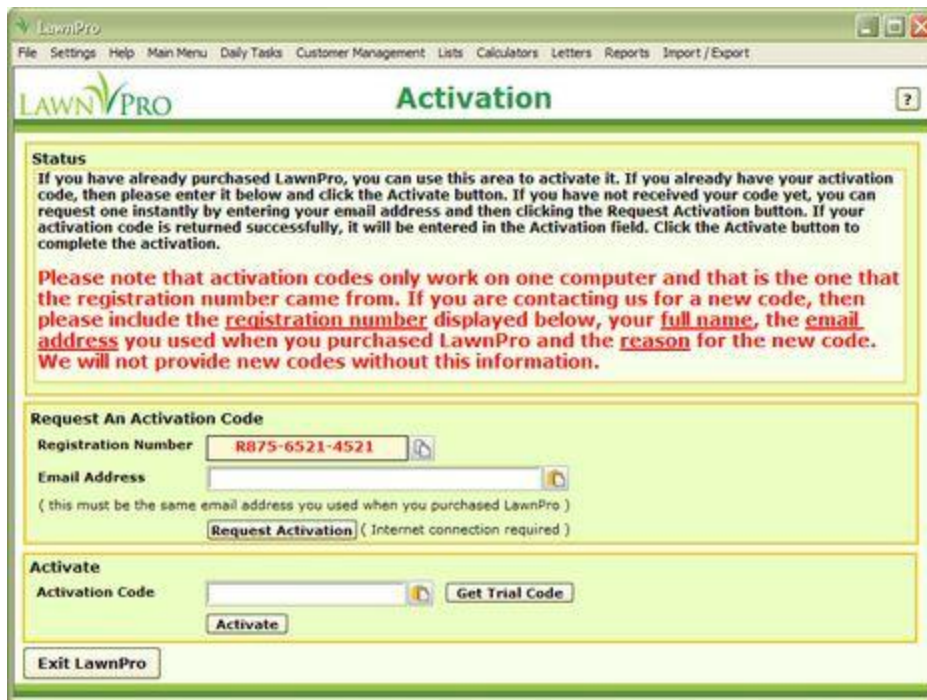 LawnPro
File Settings Help Main Menu Daily Tasks Customer Management Lists Calculators Letters Reports Import / Export
LAWN PRO
Activation
?
Status
If you have already purchased LawnPro, you can use this area to activate it. If you already have your activation
code, then please enter it below and click the Activate button. If you have not received your code yet, you can
request one instantly by entering your email address and then clicking the Request Activation button. If your
activation code is returned successfully, it will be entered in the Activation field. Click the Activate button to
complete the activation.
Please note that activation codes only work on one computer and that is the one that
the registration number came from. If you are contacting us for a new code, then
please include the registration number displayed below, your full name, the email
address you used when you purchased LawnPro and the reason for the new code.
We will not provide new codes without this information.
Request An Activation Code
Registration Number R875-6521-4521
Email Address
( this must be the same email address you used when you purchased LawnPro )
Request Activation ( Internet connection required )
Activate
Activation Code Get Trial Code
Activate
Exit LawnPro